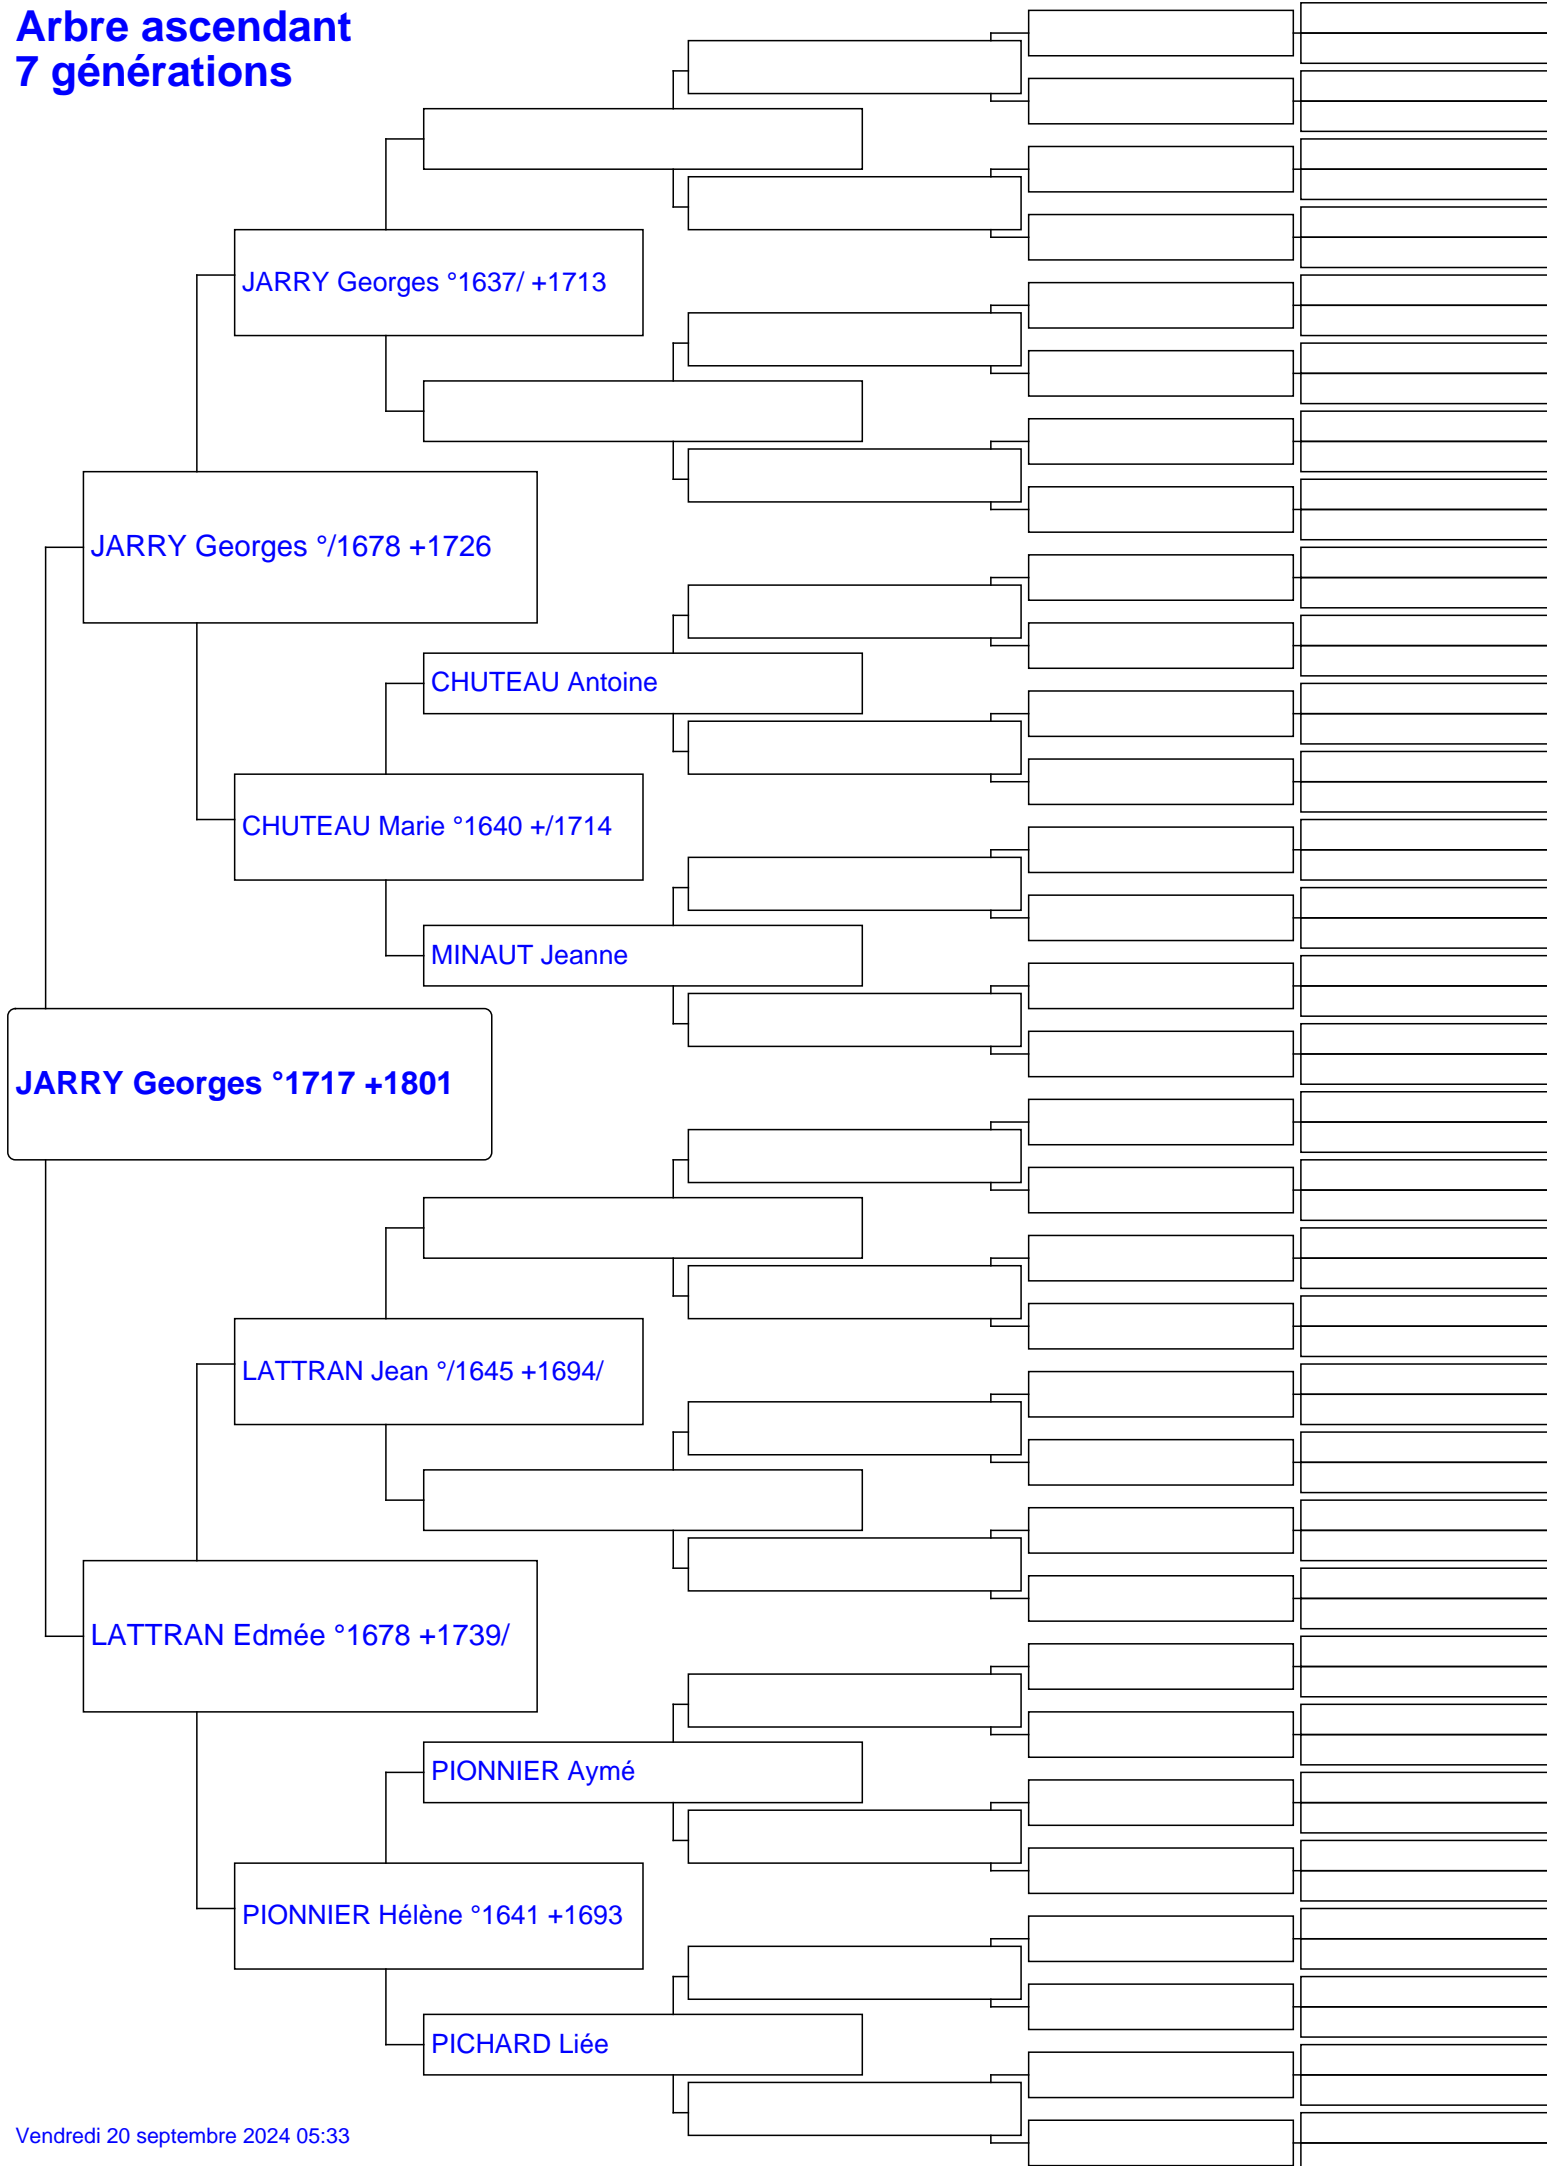 Arbre ascendant
7 générations
JARRY Georges °1637/ +1713
JARRY Georges °/1678 +1726
CHUTEAU Antoine
CHUTEAU Marie °1640 +/1714
MINAUT Jeanne
JARRY Georges °1717 +1801
LATTRAN Jean °/1645 +1694/
LATTRAN Edmée °1678 +1739/
PIONNIER Aymé
PIONNIER Hélène °1641 +1693
PICHARD Liée
Vendredi 20 septembre 2024 05:33